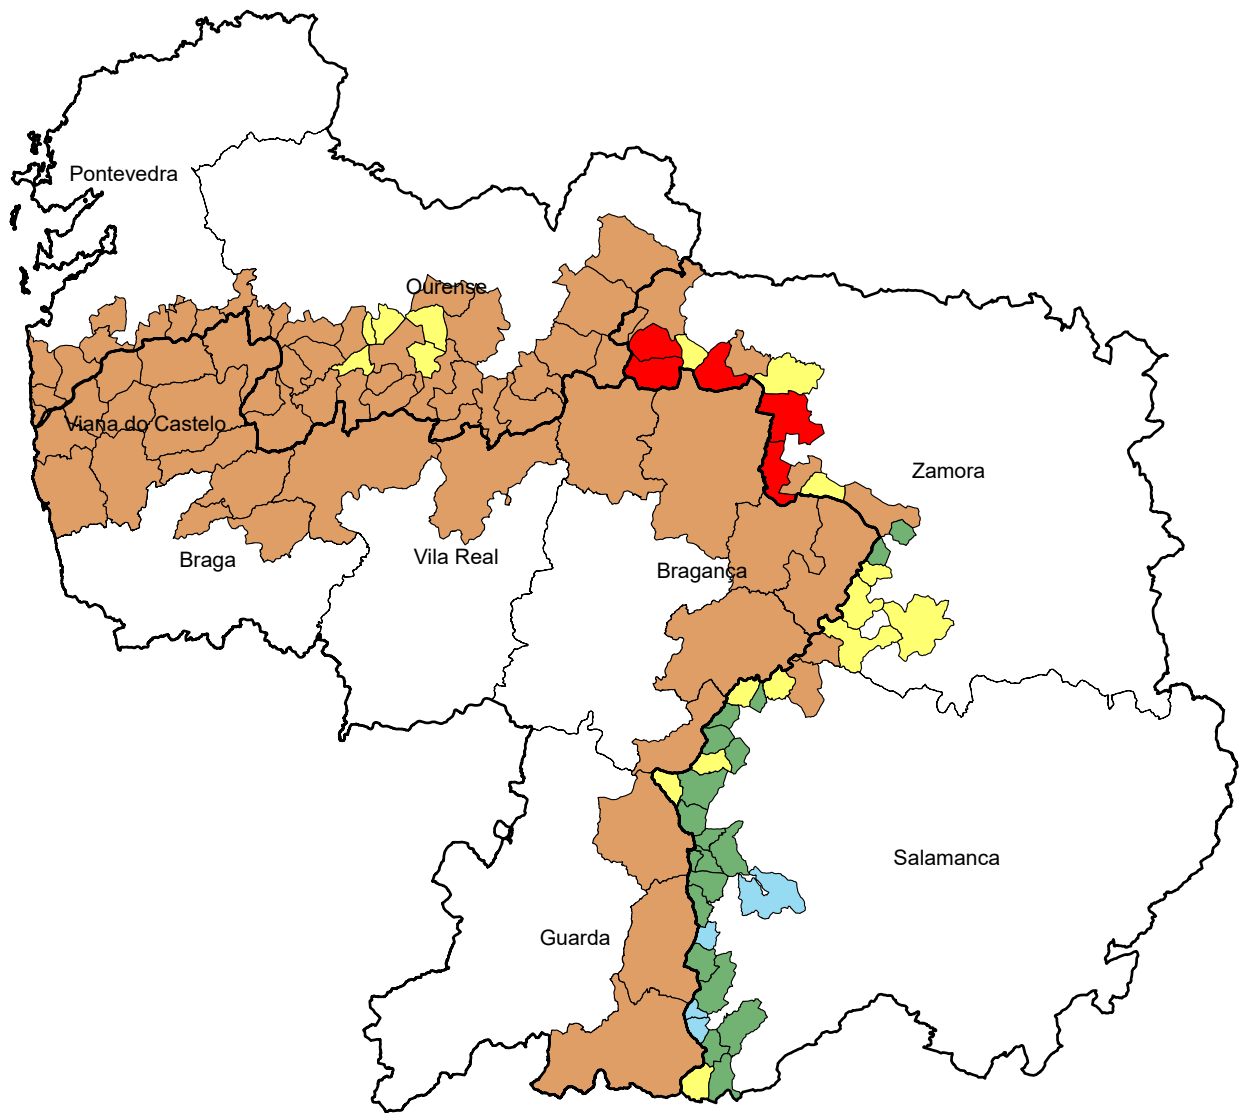 Pontevedra
Ourense
Viana do Castelo
Zamora
Braga
Vila Real
Bragança
Salamanca
Guarda